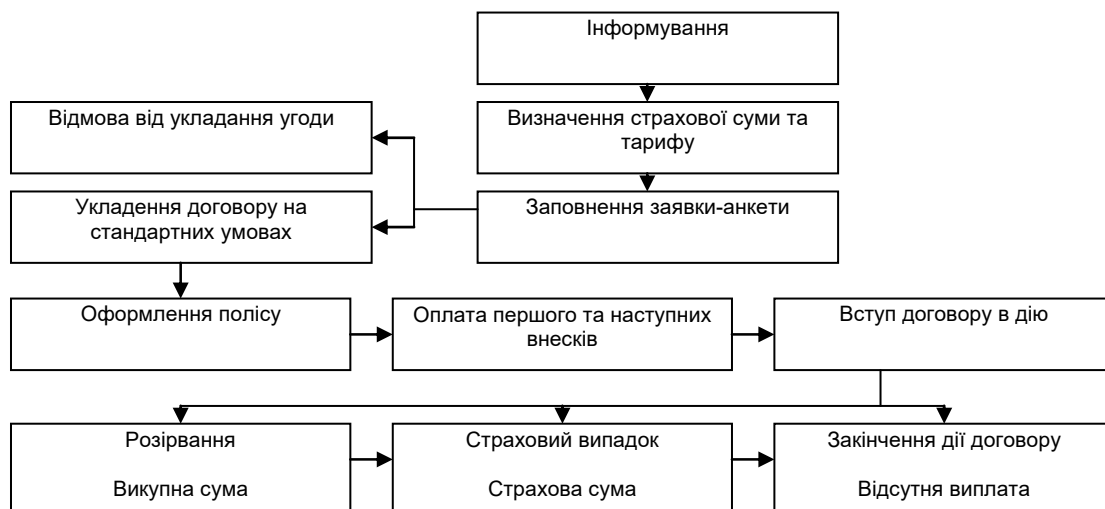 Інформування
Відмова від укладання угоди
Визначення страхової суми та
тарифу
Укладення договору на
стандартних умовах
Заповнення заявки-анкети
Оформлення полісу
Оплата першого та наступних
внесків
Вступ договору в дію
Розірвання
Викупна сума
Страховий випадок
Страхова сума
Закінчення дії договору
Відсутня виплата